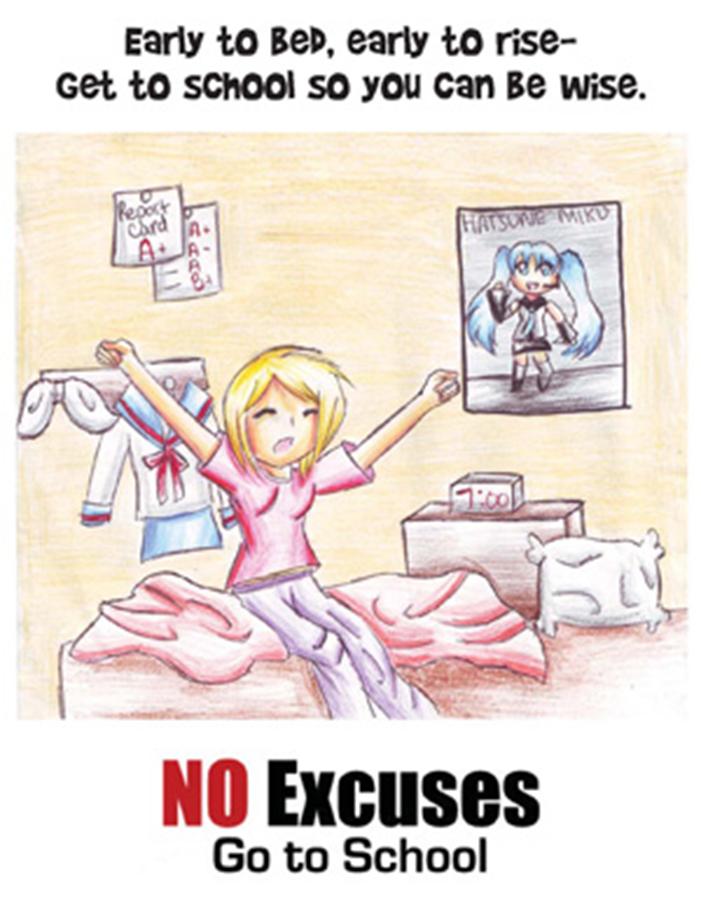 Early to Bed, early to rise-
Get to school so you can Be wise.
Report
Card
A+
A+
A-
A
B+
HATSUNE MIKU
7:00
NO Excuses
Go to School